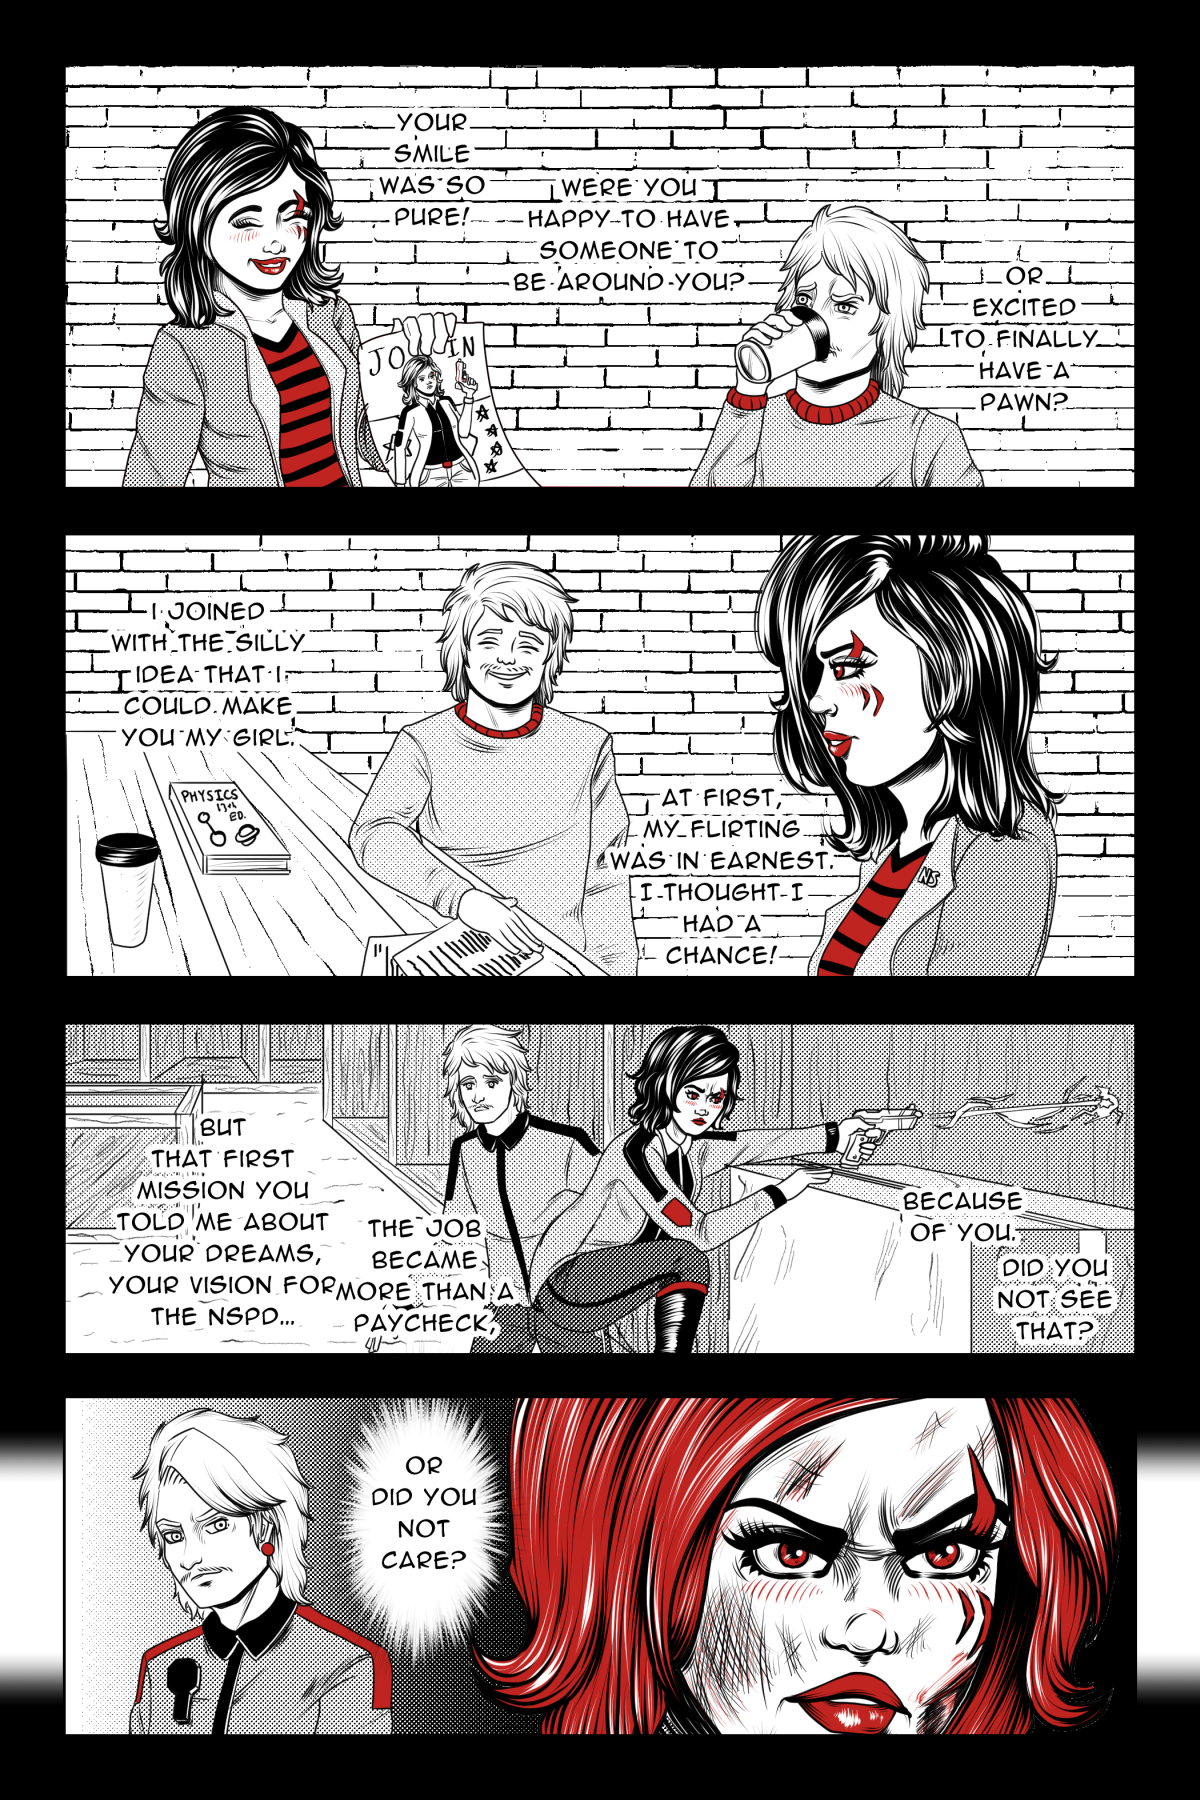 YOUR
SMILE
WAS SO
PURE!
WERE YOU
HAPPY TO HAVE
SOMEONE TO
BE AROUND YOU?
OR
EXCITED
TO FINALLY
HAVE A
PAWN?
JO IN
I JOINED
WITH THE SILLY
IDEA THAT I
COULD MAKE
YOU MY GIRL.
PHYSICS
17th
ED.
AT FIRST,
MY FLIRTING
WAS IN EARNEST.
I THOUGHT I
HAD A
CHANCE!
NS
BUT
THAT FIRST
MISSION YOU
TOLD ME ABOUT
YOUR DREAMS,
YOUR VISION FOR
THE NSPD...
THE JOB
BECAME
MORE THAN A
PAYCHECK,
BECAUSE
OF YOU.
DID YOU
NOT SEE
THAT?
OR
DID YOU
NOT
CARE?